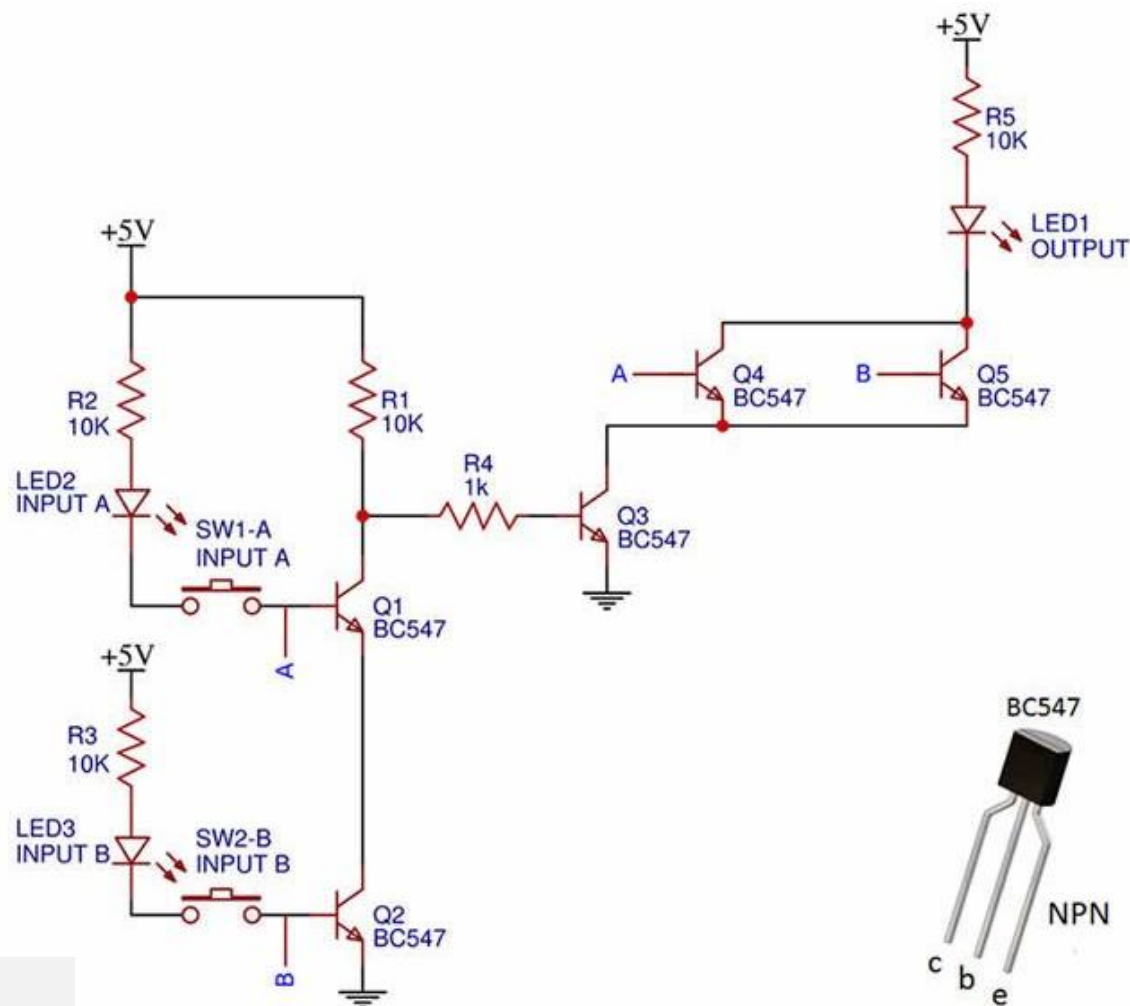 +5V
R5
10K
LED1
OUTPUT
+5V
R2
10K
R1
10K
A
Q4
BC547
B
Q5
BC547
LED2
INPUT A
SW1-A
INPUT A
R4
1k
Q3
BC547
Q1
BC547
A
+5V
R3
10K
LED3
INPUT B
SW2-B
INPUT B
Q2
BC547
B
BC547
NPN
c
b
e